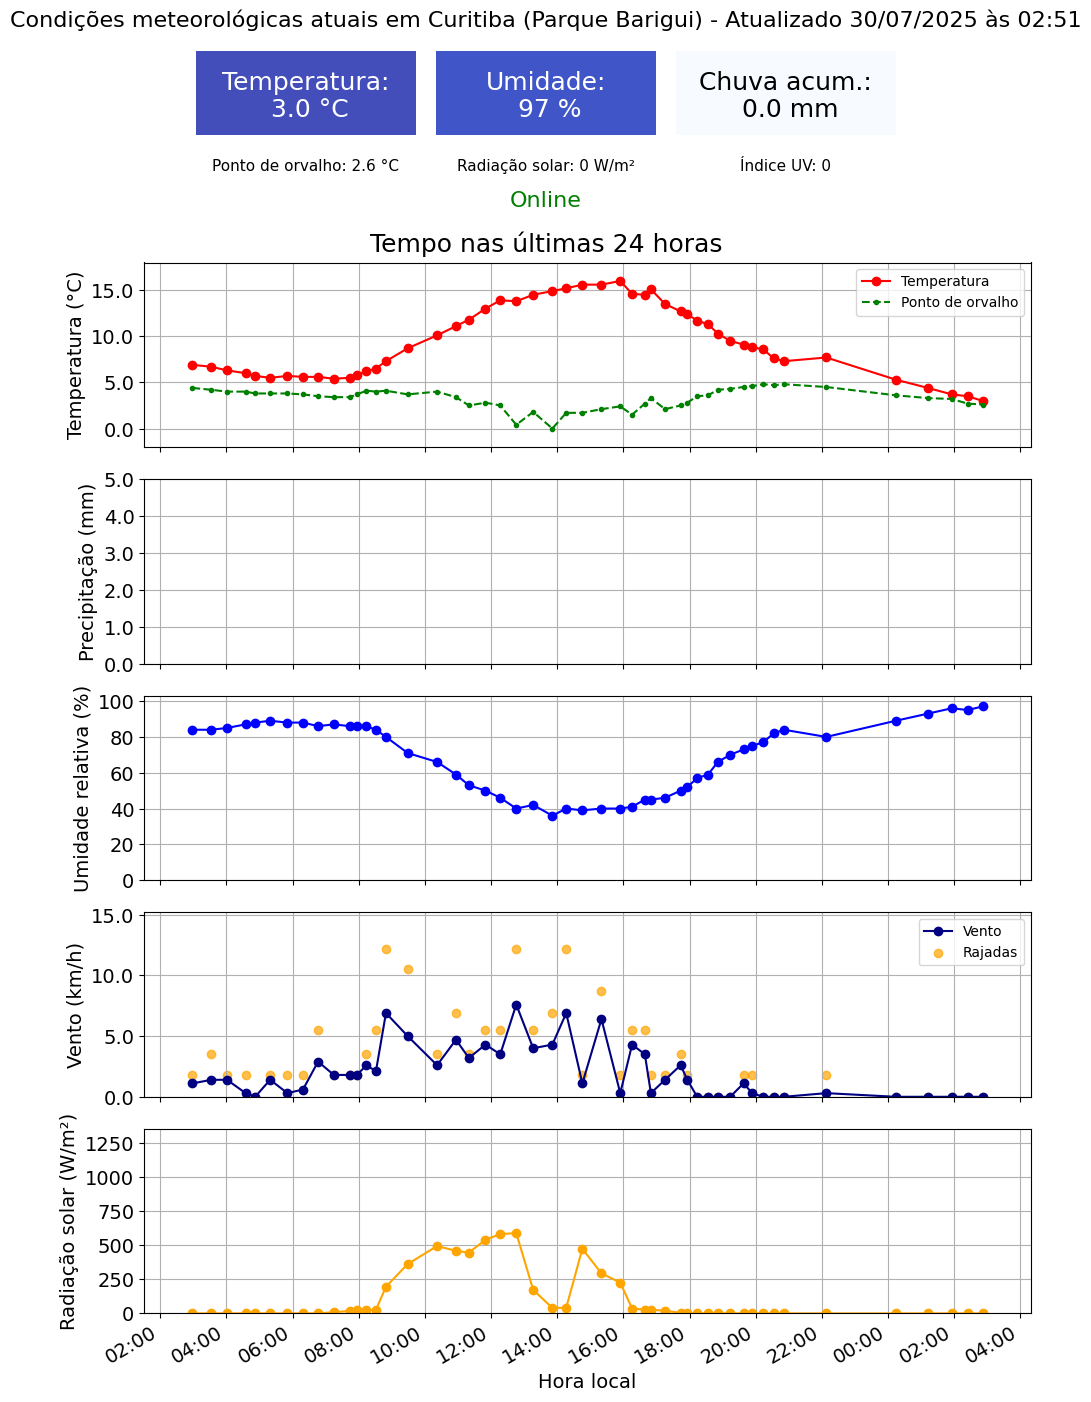 Condições meteorológicas atuais em Curitiba (Parque Barigui) - Atualizado 30/07/2025 às 02:51
Temperatura:
3.0 °C
Umidade:
97 %
Chuva acum.:
0.0 mm
Ponto de orvalho: 2.6 °C
Radiação solar: 0 W/m²
Índice UV: 0
Online
Tempo nas últimas 24 horas
Temperatura (°C)
15.0
10.0
5.0
0.0
Temperatura
Ponto de orvalho
Precipitação (mm)
5.0
4.0
3.0
2.0
1.0
0.0
Umidade relativa (%)
100
80
60
40
20
0
Vento (km/h)
15.0
10.0
5.0
0.0
Vento
Rajadas
Radiação solar (W/m²)
1250
1000
750
500
250
0
02:00 04:00 06:00 08:00 10:00 12:00 14:00 16:00 18:00 20:00 22:00 00:00 02:00 04:00
Hora local